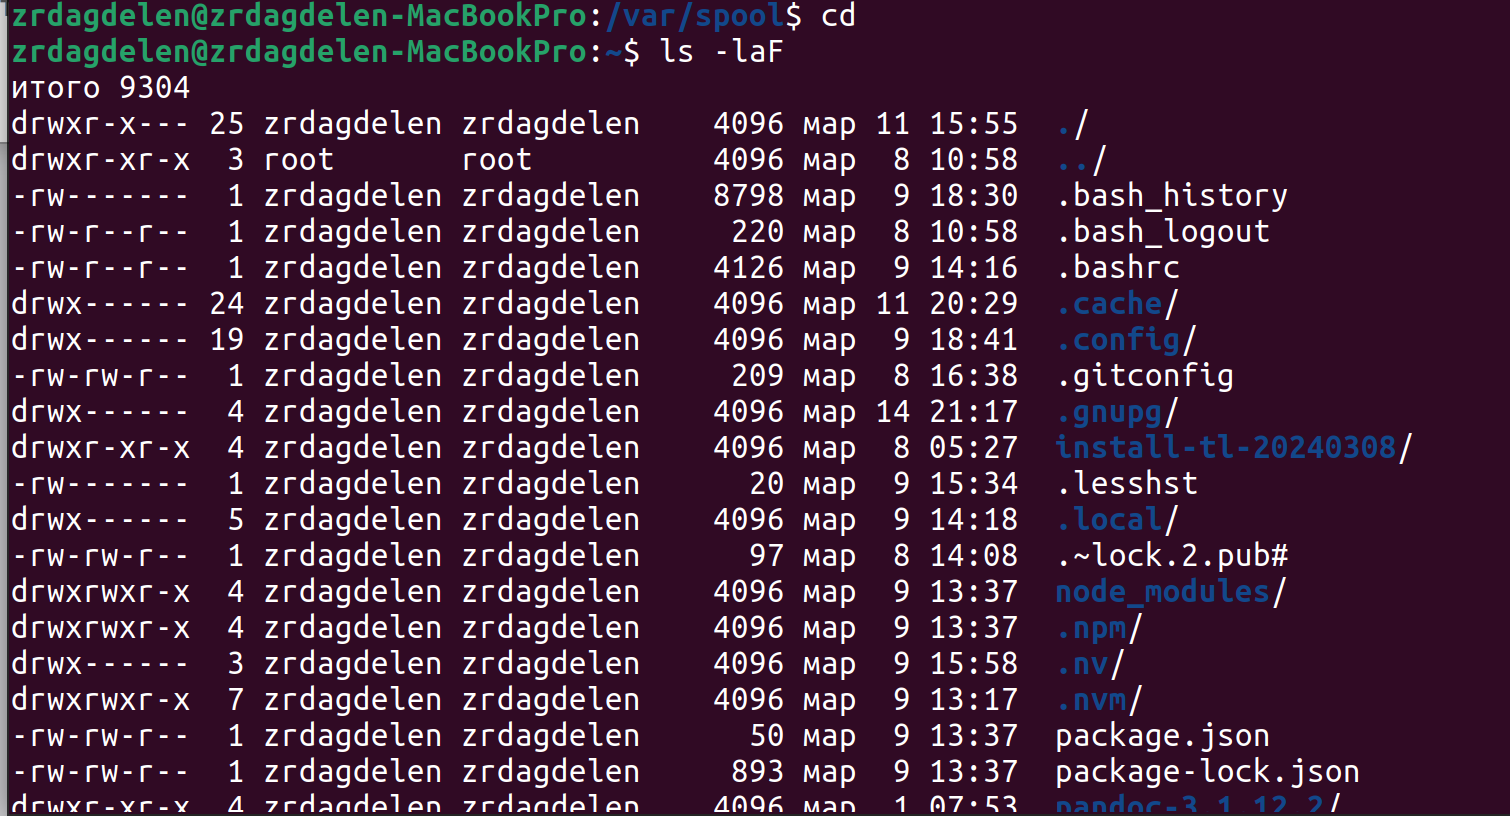 zrdagdelen@zrdagdelen-MacBookPro:/var/spool$ cd
zrdagdelen@zrdagdelen-MacBookPro:~$ ls -laF
итого 9304
drwxr-x--- 25 zrdagdelen zrdagdelen    4096 мар 11 15:55  ./
drwxr-xr-x  3 root       root          4096 мар  8 10:58  ../
-rw-------  1 zrdagdelen zrdagdelen    8798 мар  9 18:30  .bash_history
-rw-r--r--  1 zrdagdelen zrdagdelen     220 мар  8 10:58  .bash_logout
-rw-r--r--  1 zrdagdelen zrdagdelen    4126 мар  9 14:16  .bashrc
drwx------ 24 zrdagdelen zrdagdelen    4096 мар 11 20:29  .cache/
drwx------ 19 zrdagdelen zrdagdelen    4096 мар  9 18:41  .config/
-rw-rw-r--  1 zrdagdelen zrdagdelen     209 мар  8 16:38  .gitconfig
drwx------  4 zrdagdelen zrdagdelen    4096 мар 14 21:17  .gnupg/
drwxr-xr-x  4 zrdagdelen zrdagdelen    4096 мар  8 05:27  install-tl-20240308/
-rw-------  1 zrdagdelen zrdagdelen      20 мар  9 15:34  .lesshst
drwx------  5 zrdagdelen zrdagdelen    4096 мар  9 14:18  .local/
-rw-rw-r--  1 zrdagdelen zrdagdelen      97 мар  8 14:08  .~lock.2.pub#
drwxrwxr-x  4 zrdagdelen zrdagdelen    4096 мар  9 13:37  node_modules/
drwxrwxr-x  4 zrdagdelen zrdagdelen    4096 мар  9 13:37  .npm/
drwx------  3 zrdagdelen zrdagdelen    4096 мар  9 15:58  .nv/
drwxrwxr-x  7 zrdagdelen zrdagdelen    4096 мар  9 13:17  .nvm/
-rw-rw-r--  1 zrdagdelen zrdagdelen      50 мар  9 13:37  package.json
-rw-rw-r--  1 zrdagdelen zrdagdelen     893 мар  9 13:37  package-lock.json
drwxr-xr-x  4 zrdagdelen zrdagdelen    4096 мар  1 07:53  pandoc-3.1.12.2/